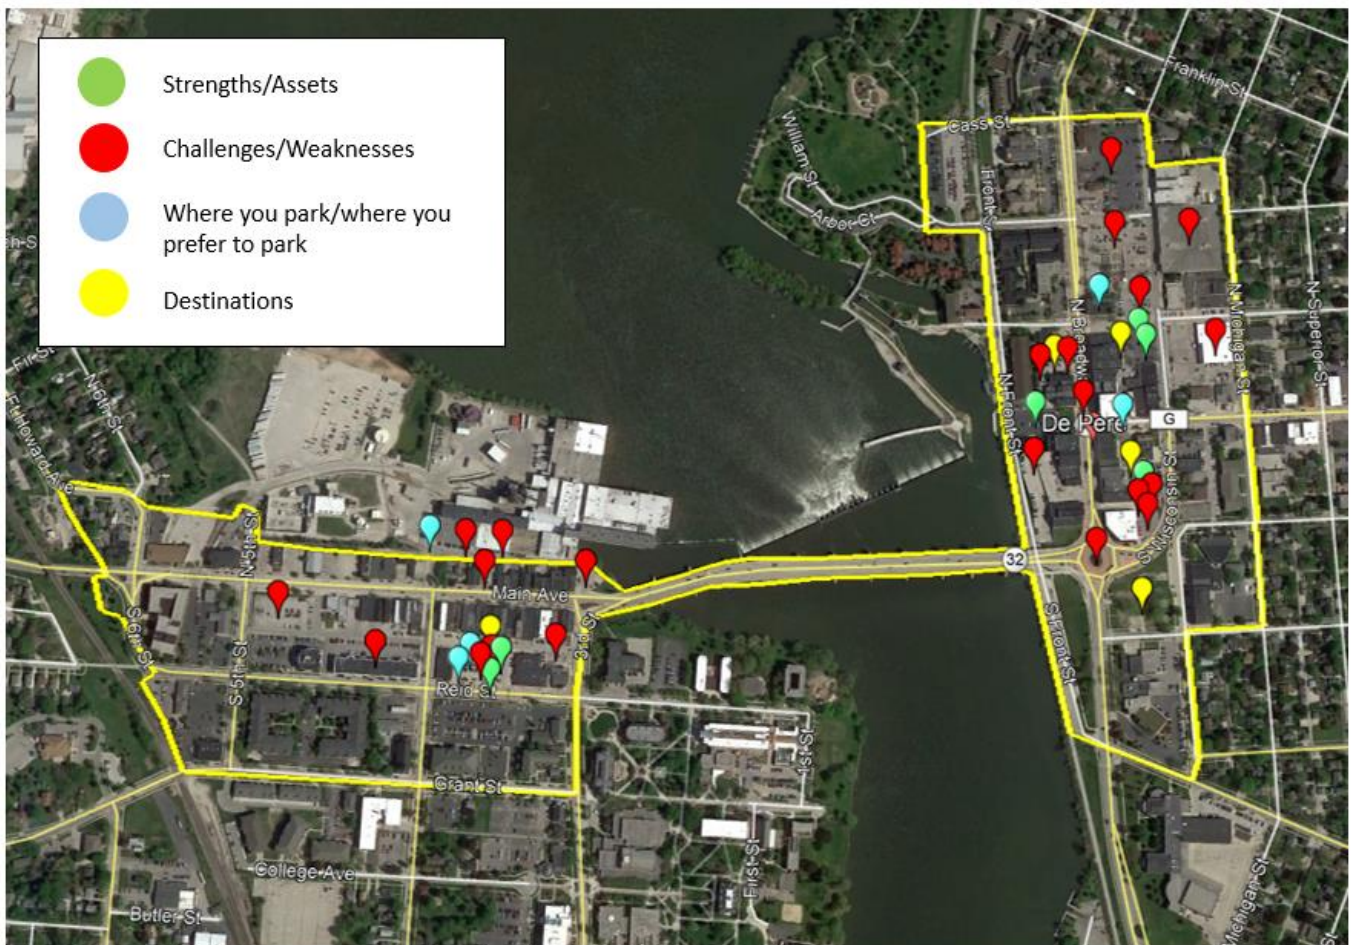 Strengths/Assets
Challenges/Weaknesses
Where you park/where you
prefer to park
Destinations
Franklin St
Cass St
William St
Arbor Ct
Front St
N Michigan St
N Superior St
N Broadway
N Front St
De Pere
G
S Wisconsin St
32
S Front St
Fir St
N 6th St
Howard Ave
N 5th St
Main Ave
3rd St
S 6th St
S 5th St
Reid St
Grant St
1st St
First St
College Ave
Butler St
Michigan St